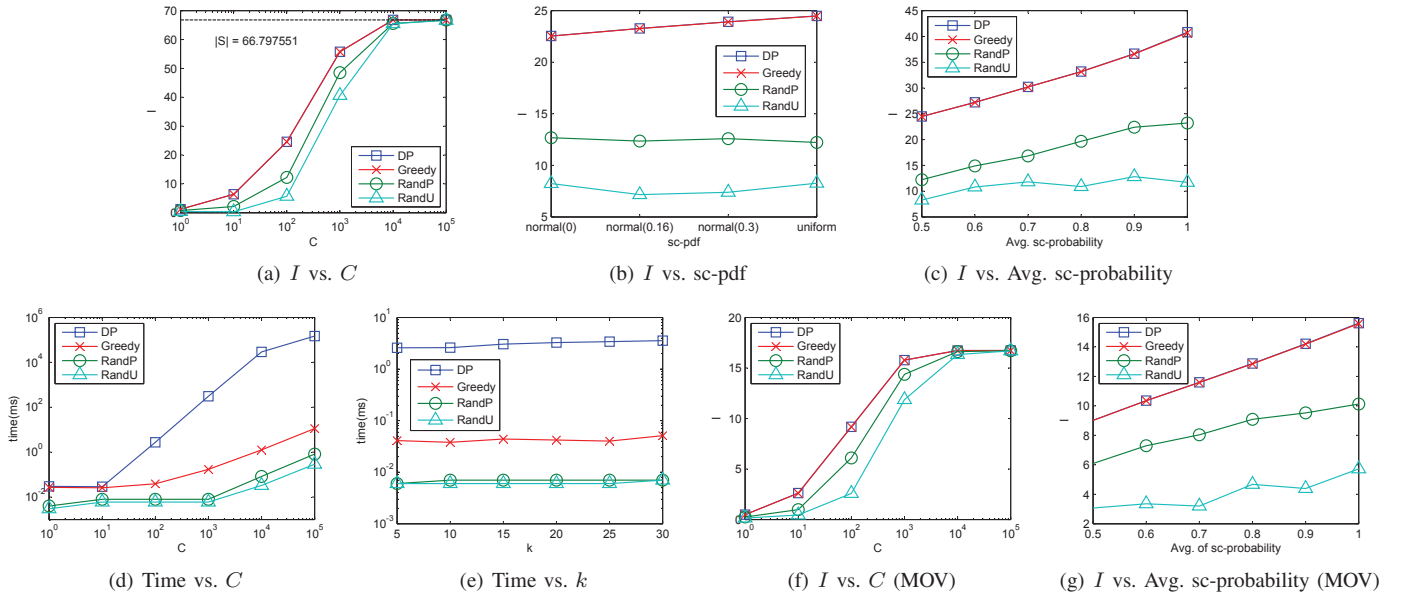 70
60
50
40
30
20
10
0
|S| = 66.797551
DP
Greedy
RandP
RandU
10^0 10^1 10^2 10^3 10^4 10^5
C
I
(a) I vs. C
25
20
15
10
5
DP
Greedy
RandP
RandU
normal(0) normal(0.16) normal(0.3) uniform
sc-pdf
I
(b) I vs. sc-pdf
45
40
35
30
25
20
15
10
5
DP
Greedy
RandP
RandU
0.5 0.6 0.7 0.8 0.9 1
Avg. sc-probability
I
(c) I vs. Avg. sc-probability
10^6
10^4
10^2
10^0
10^-2
time(ms)
DP
Greedy
RandP
RandU
10^0 10^1 10^2 10^3 10^4 10^5
C
(d) Time vs. C
10^1
10^0
10^-1
10^-2
10^-3
time(ms)
DP
Greedy
RandP
RandU
5 10 15 20 25 30
k
(e) Time vs. k
20
15
10
5
0
I
DP
Greedy
RandP
RandU
10^0 10^1 10^2 10^3 10^4 10^5
C
(f) I vs. C (MOV)
16
14
12
10
8
6
4
2
I
DP
Greedy
RandP
RandU
0.5 0.6 0.7 0.8 0.9 1
Avg. of sc-probability
(g) I vs. Avg. sc-probability (MOV)